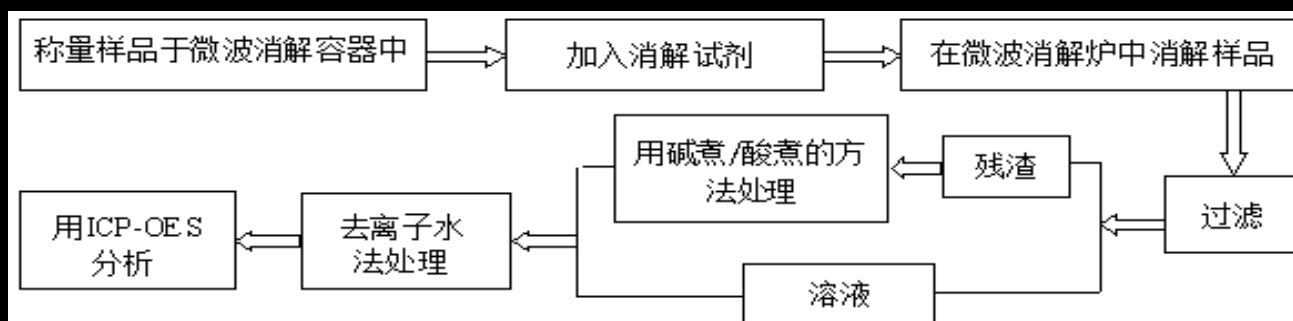 称量样品于微波消解容器中
加入消解试剂
在微波消解炉中消解样品
过滤
残渣
用碱煮/酸煮的方
法处理
溶液
去离子水
法处理
用ICP-OES
分析